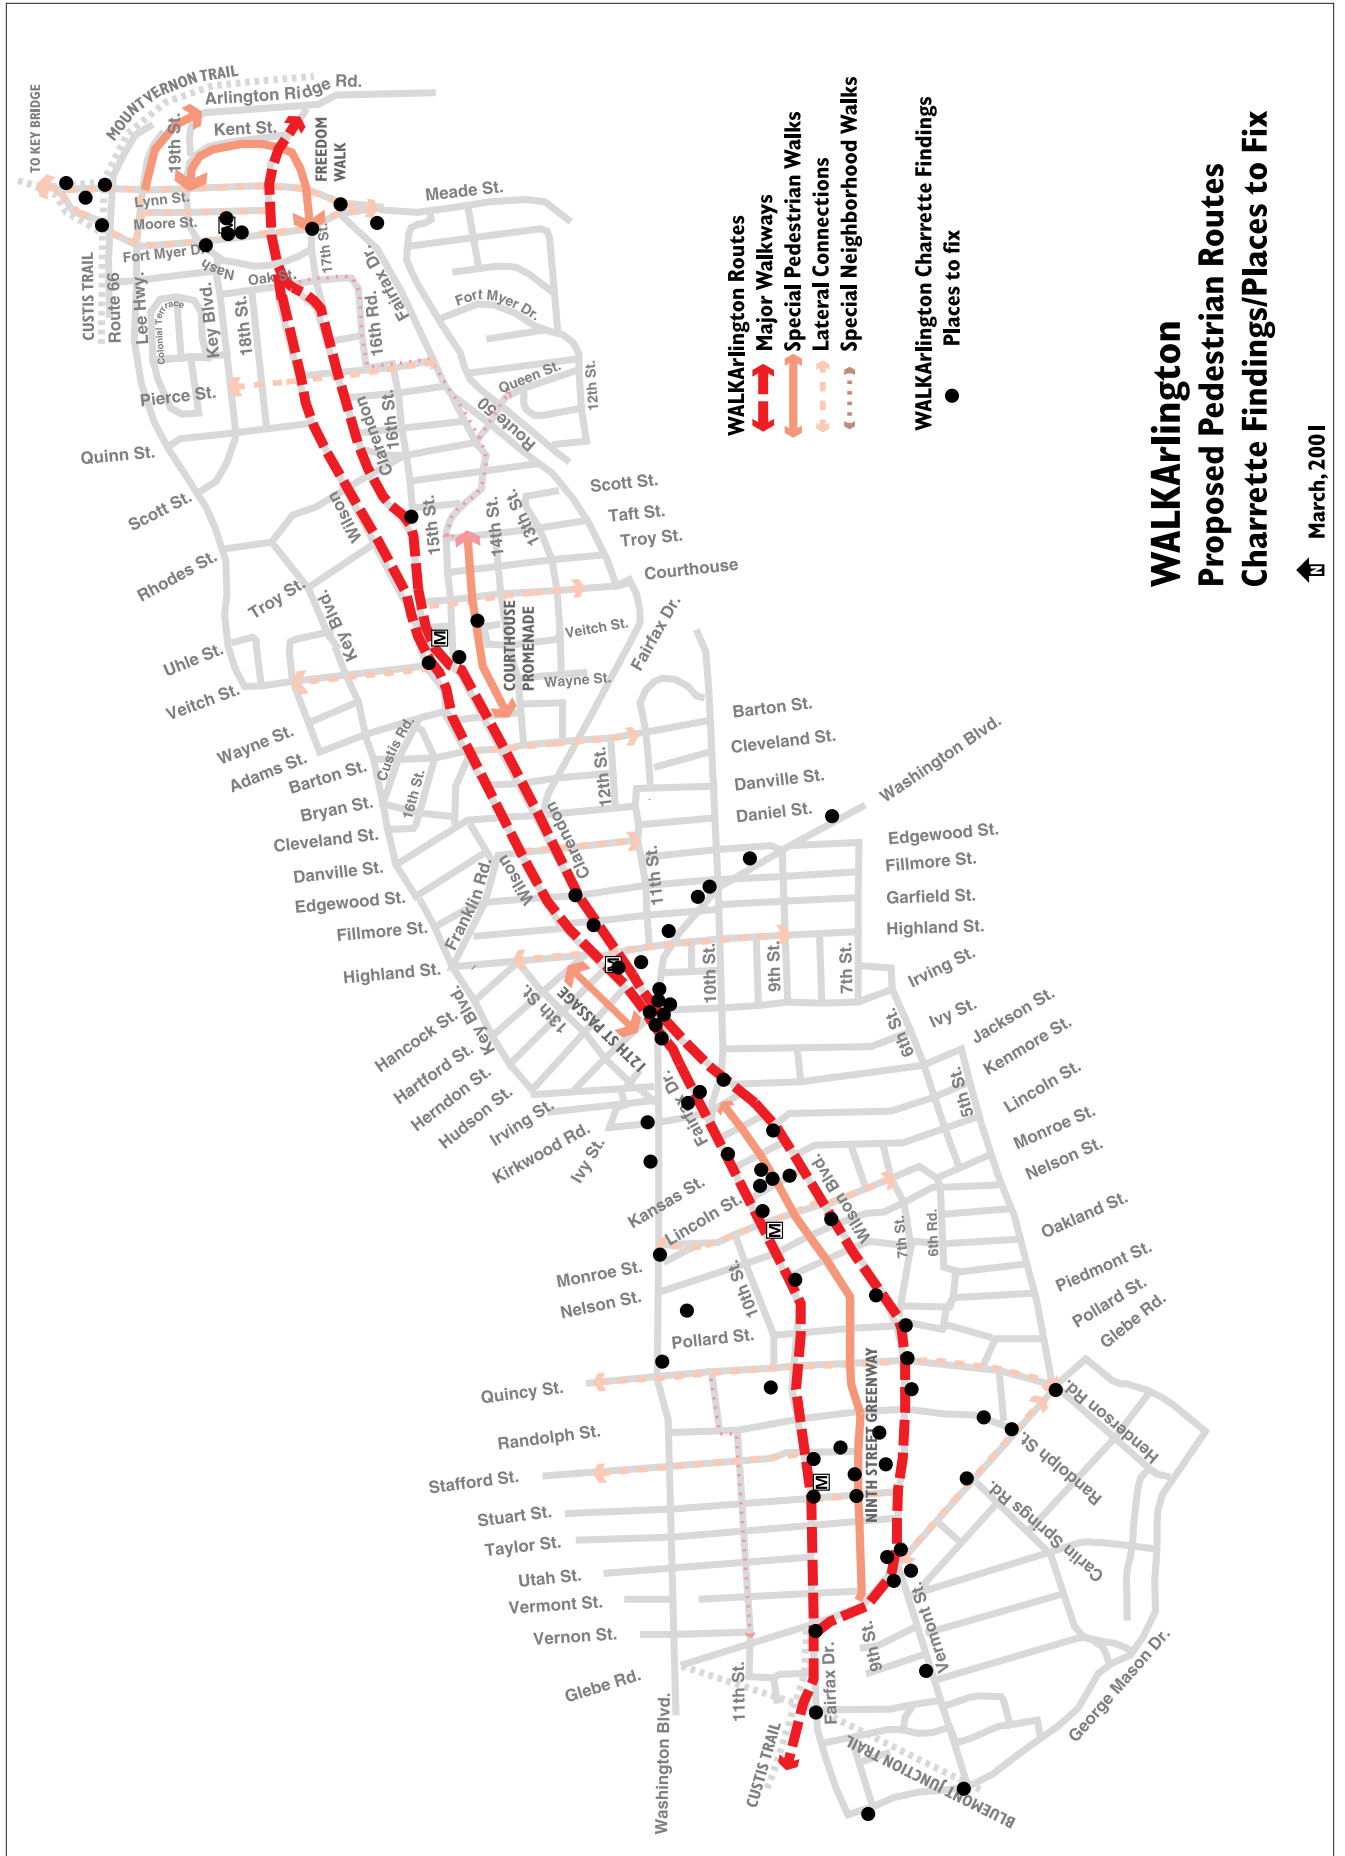 WALKArlington
Proposed Pedestrian Routes
Charrette Findings/Places to Fix
N
March, 2001
WALKArlington Routes
Major Walkways
Special Pedestrian Walks
Lateral Connections
Special Neighborhood Walks
WALKArlington Charrette Findings
Places to fix
TO KEY BRIDGE
MOUNT VERNON TRAIL
Arlington Ridge Rd.
19th St.
Kent St.
FREEDOM
WALK
Lynn St.
Moore St.
Fort Myer Dr.
Nash
Meade St.
M
CUSTIS TRAIL
Route 66
Lee Hwy.
Colonial Terrace
Key Blvd.
18th St.
Oak St.
17th St.
16th Rd.
Fairfax Dr.
Fort Myer Dr.
Pierce St.
Queen St.
12th St.
Route 50
Quinn St.
Clarendon
16th St.
Scott St.
Wilson
15th St.
14th St.
13th St.
Scott St.
Taft St.
Troy St.
Rhodes St.
Troy St.
Key Blvd.
Courthouse
COURTHOUSE
PROMENADE
M
Veitch St.
Fairfax Dr.
Uhle St.
Veitch St.
Wayne St.
Wayne St.
Adams St.
Barton St.
Custis Rd.
16th St.
12th St.
Barton St.
Cleveland St.
Danville St.
Daniel St.
Washington Blvd.
Bryan St.
Cleveland St.
Danville St.
Edgewood St.
Fillmore St.
Highland St.
Franklin Rd.
Wilson
Clarendon
11th St.
Edgewood St.
Fillmore St.
Garfield St.
Highland St.
M
10th St.
9th St.
7th St.
Irving St.
Ivy St.
6th St.
Jackson St.
Kenmore St.
Key Blvd.
13th St.
12TH ST PASSAGE
Hancock St.
Hartford St.
Herndon St.
Hudson St.
Irving St.
Kirkwood Rd.
Ivy St.
Fairfax Dr.
5th St.
Lincoln St.
Monroe St.
Nelson St.
Kansas St.
Lincoln St.
Wilson Blvd.
M
7th St.
6th Rd.
Oakland St.
Piedmont St.
Pollard St.
Glebe Rd.
Monroe St.
Nelson St.
10th St.
Pollard St.
Quincy St.
NINTH STREET GREENWAY
Henderson Rd.
Randolph St.
Randolph St.
Stafford St.
M
Carlin Springs Rd.
Stuart St.
Taylor St.
Utah St.
Vermont St.
Vernon St.
Vermont St.
9th St.
Glebe Rd.
11th St.
Fairfax Dr.
Washington Blvd.
CUSTIS TRAIL
BLUEMONT JUNCTION TRAIL
George Mason Dr.